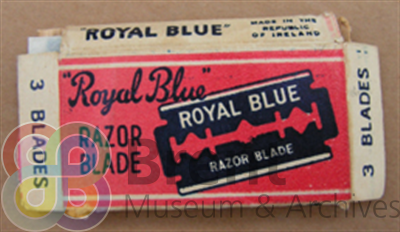 "ROYAL BLUE"
MADE IN THE
REPUBLIC
OF IRELAND
3 BLADES
"Royal Blue"
RAZOR
BLADE
ROYAL BLUE
RAZOR BLADE
3 BLADES
Museum & Archives